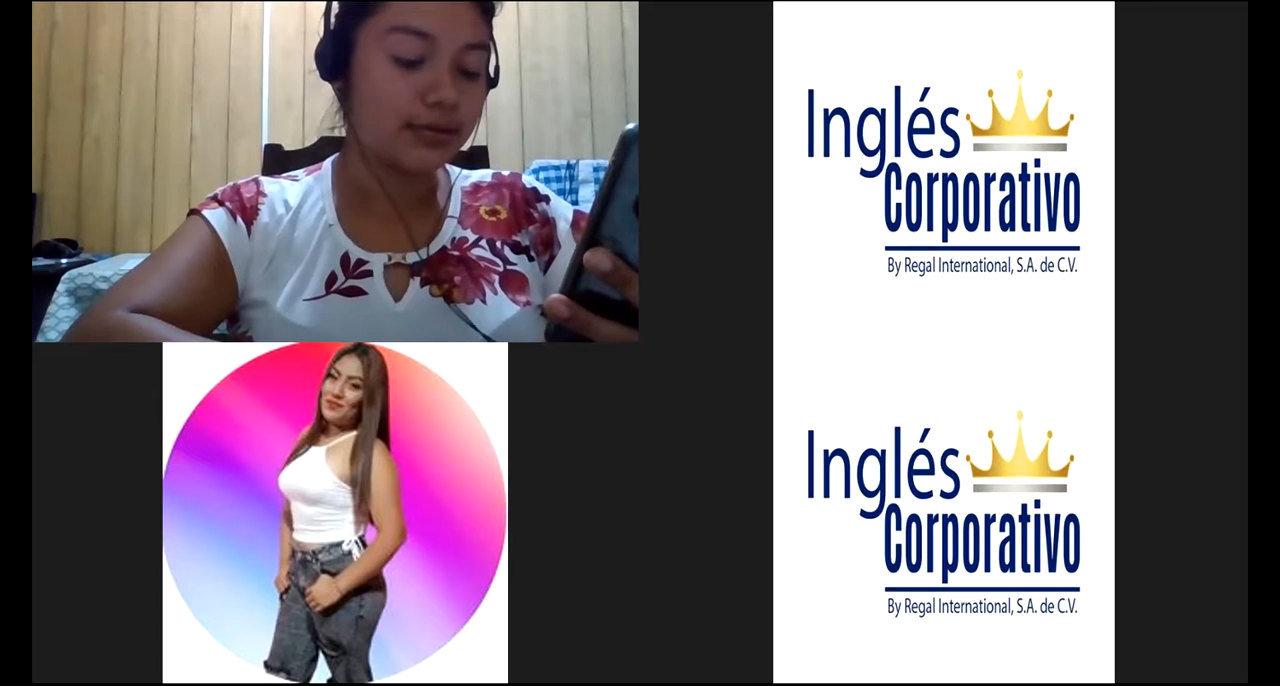 Inglés
Corporativo
By Regal International, S.A. de C.V.
Inglés
Corporativo
By Regal International, S.A. de C.V.